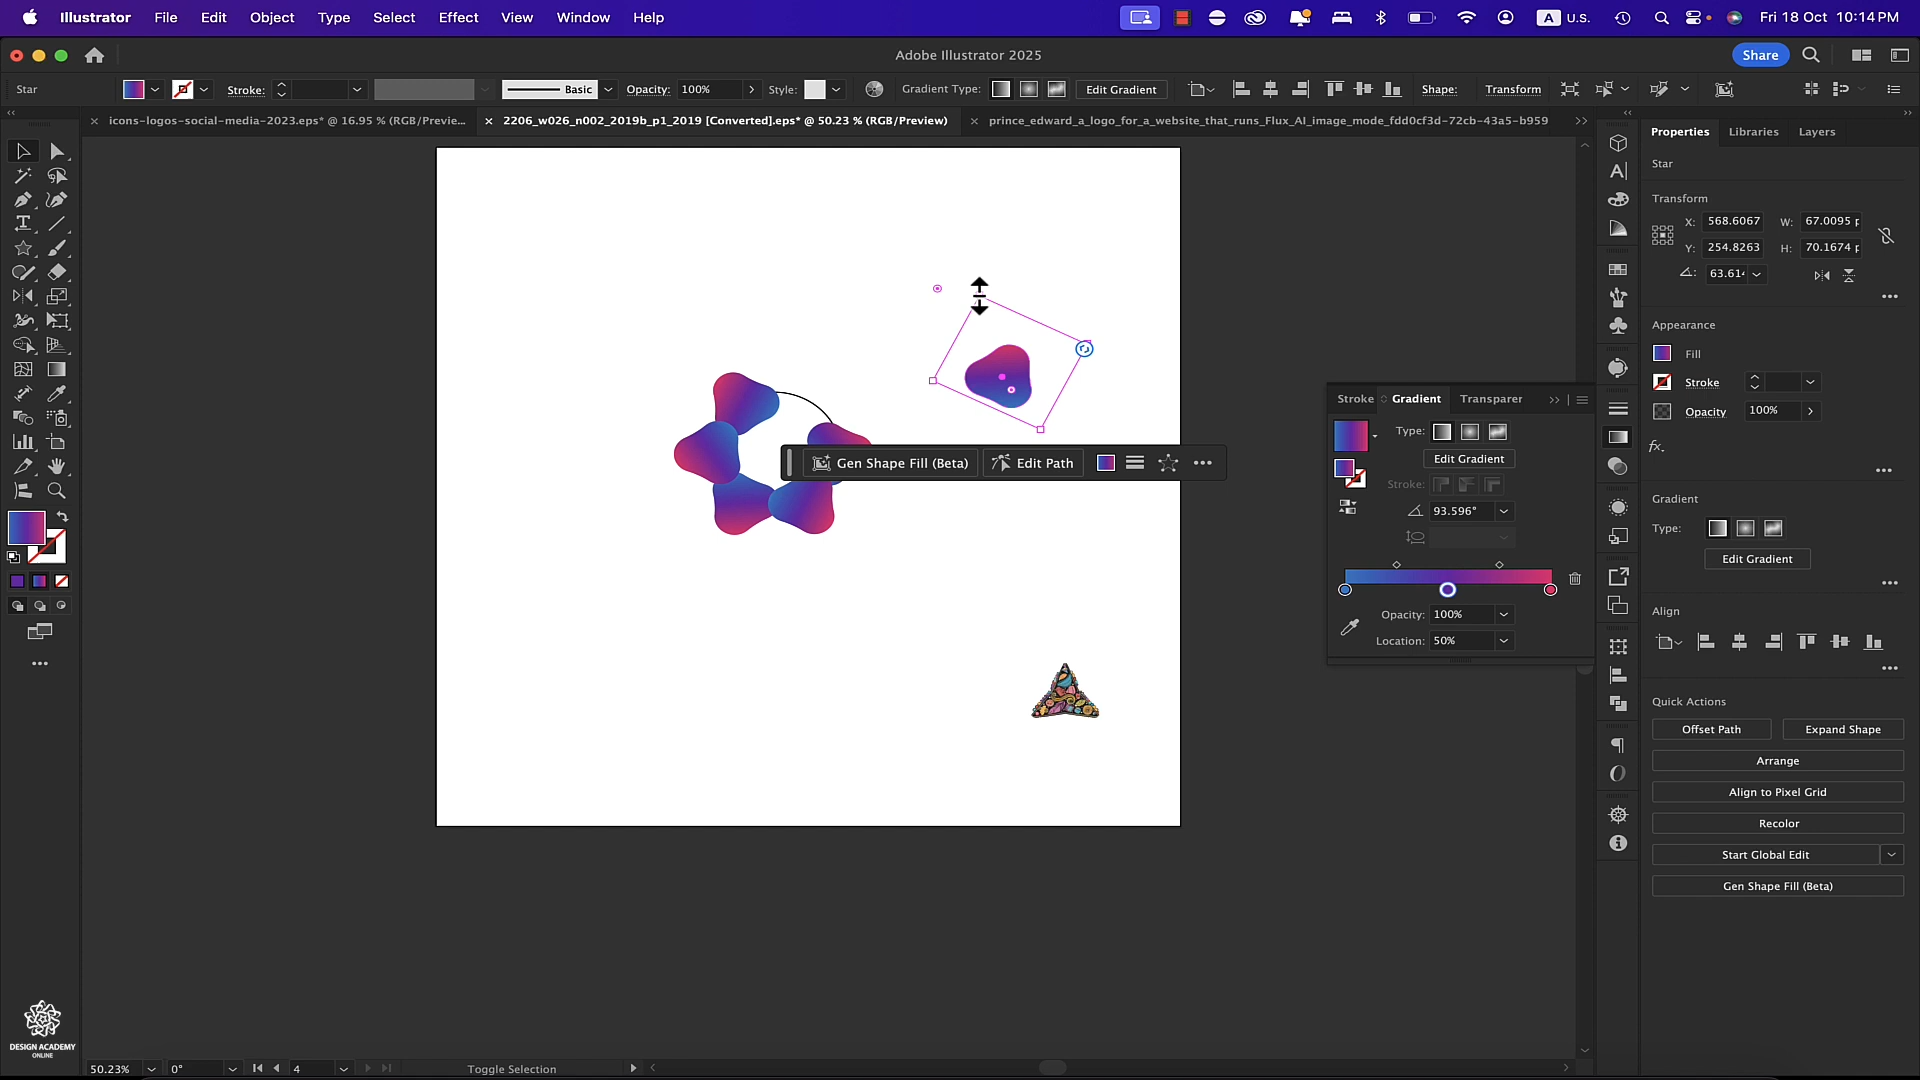 Illustrator File Edit Object Type Select Effect View Window Help
A U.S. Fri 18 Oct 10:14 PM
Adobe Illustrator 2025
Share
Star Stroke: Basic Opacity: 100% Style: Gradient Type: Edit Gradient Shape: Transform
icons-logos-social-media-2023.eps* @ 16.95 % (RGB/Previe...
2206_w026_n002_2019b_p1_2019 [Converted].eps* @ 50.23 % (RGB/Preview)
prince_edward_a_logo_for_a_website_that_runs_Flux_AI_image_mode_fdd0cf3d-72cb-43a5-b959
Properties Libraries Layers
Star
Transform
X: 568.6067 W: 67.0095 p
Y: 254.8263 H: 70.1674 p
63.614
Appearance
Fill
Stroke
Opacity 100%
fx.
Gradient
Type:
Edit Gradient
Align
Quick Actions
Offset Path Expand Shape
Arrange
Align to Pixel Grid
Recolor
Start Global Edit
Gen Shape Fill (Beta)
Gen Shape Fill (Beta) Edit Path
Stroke Gradient Transparer
Type:
Edit Gradient
Stroke:
93.596°
Opacity: 100%
Location: 50%
DESIGN ACADEMY
ONLINE
50.23% 0° 4 Toggle Selection